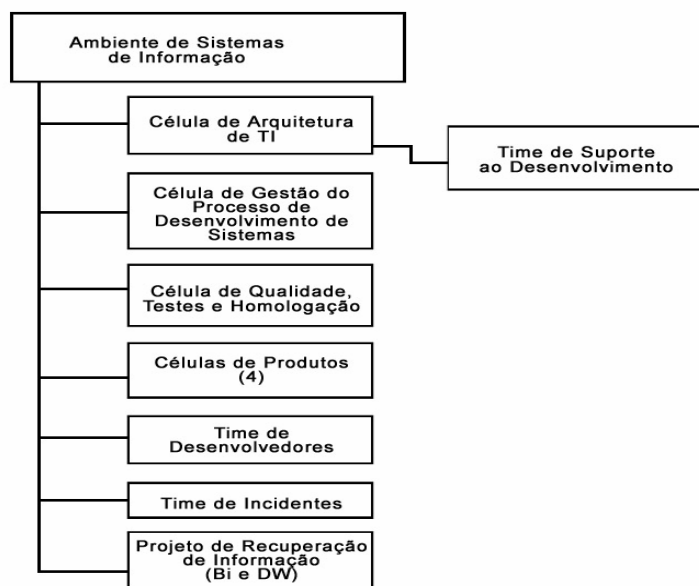 Ambiente de Sistemas
de Informação
Célula de Arquitetura
de TI
Time de Suporte
ao Desenvolvimento
Célula de Gestão do
Processo de
Desenvolvimento de
Sistemas
Célula de Qualidade,
Testes e Homologação
Células de Produtos
(4)
Time de
Desenvolvedores
Time de Incidentes
Projeto de Recuperação
de Informação
(Bi e DW)